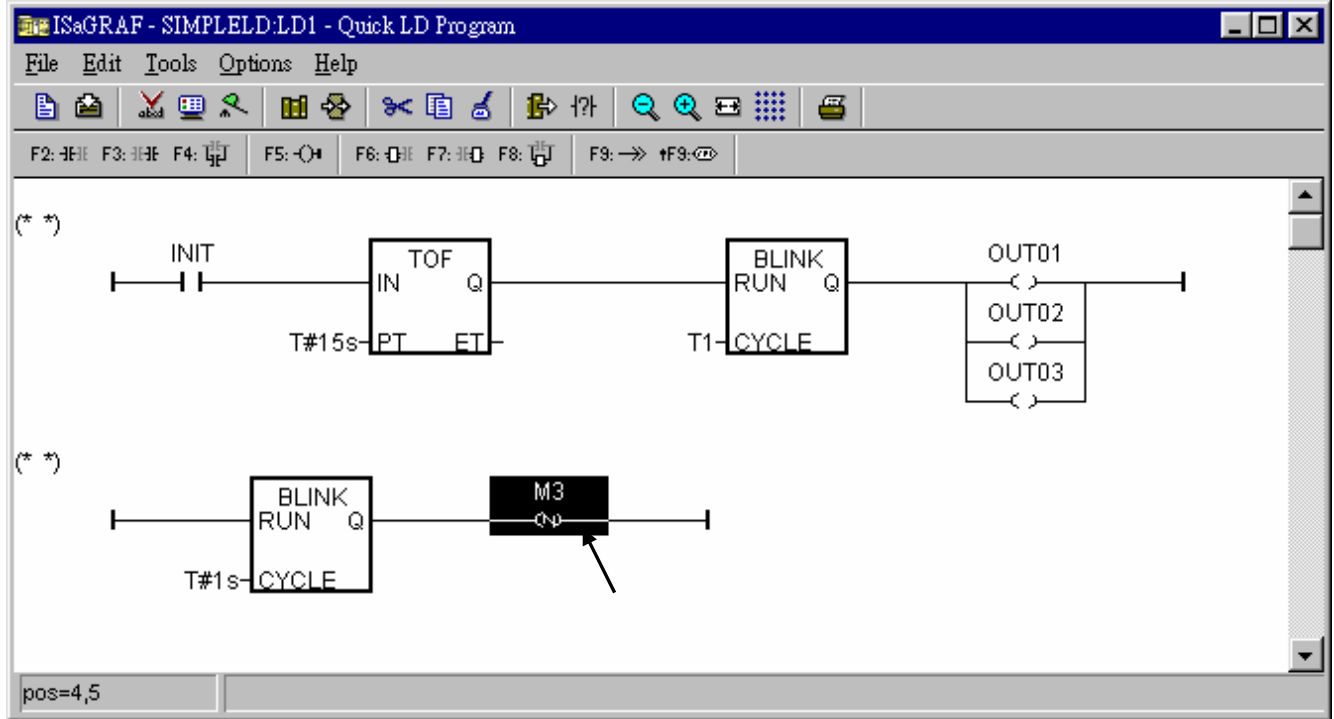 ISaGRAF - SIMPLELD:LD1 - Quick LD Program
File Edit Tools Options Help
F2: F3: F4: F5: F6: F7: F8: F9: F9:
(* *)
INIT TOF BLINK OUT01
IN Q RUN Q
OUT02
T#15s PT ET T1 CYCLE
OUT03
(* *)
BLINK M3
RUN Q (N)
T#1s CYCLE
pos=4,5